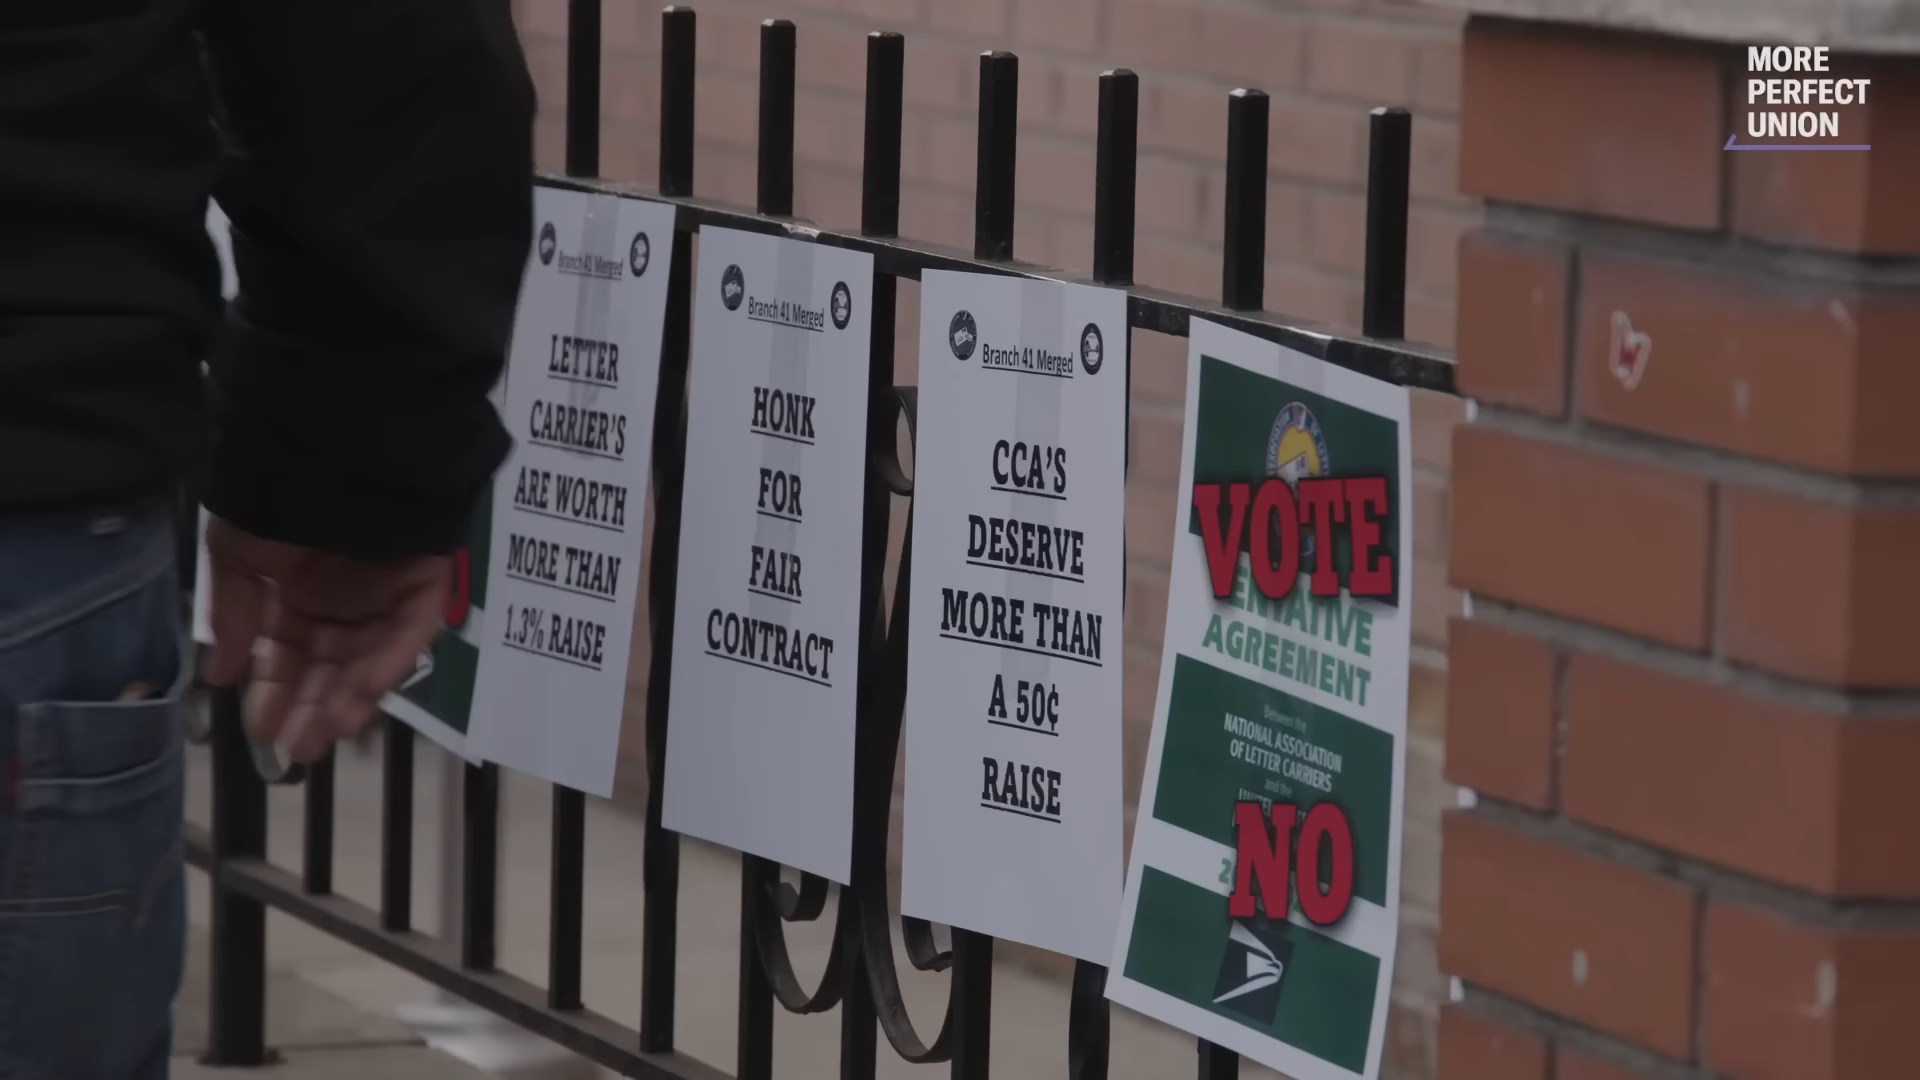 MORE
PERFECT
UNION
Branch 41 Merged
LETTER
CARRIER'S
ARE WORTH
MORE THAN
1.3% RAISE
Branch 41 Merged
HONK
FOR
FAIR
CONTRACT
Branch 41 Merged
CCA'S
DESERVE
MORE THAN
A 50¢
RAISE
VOTE
AGREEMENT
Between the
NATIONAL ASSOCIATION
OF LETTER CARRIERS
and the
NO